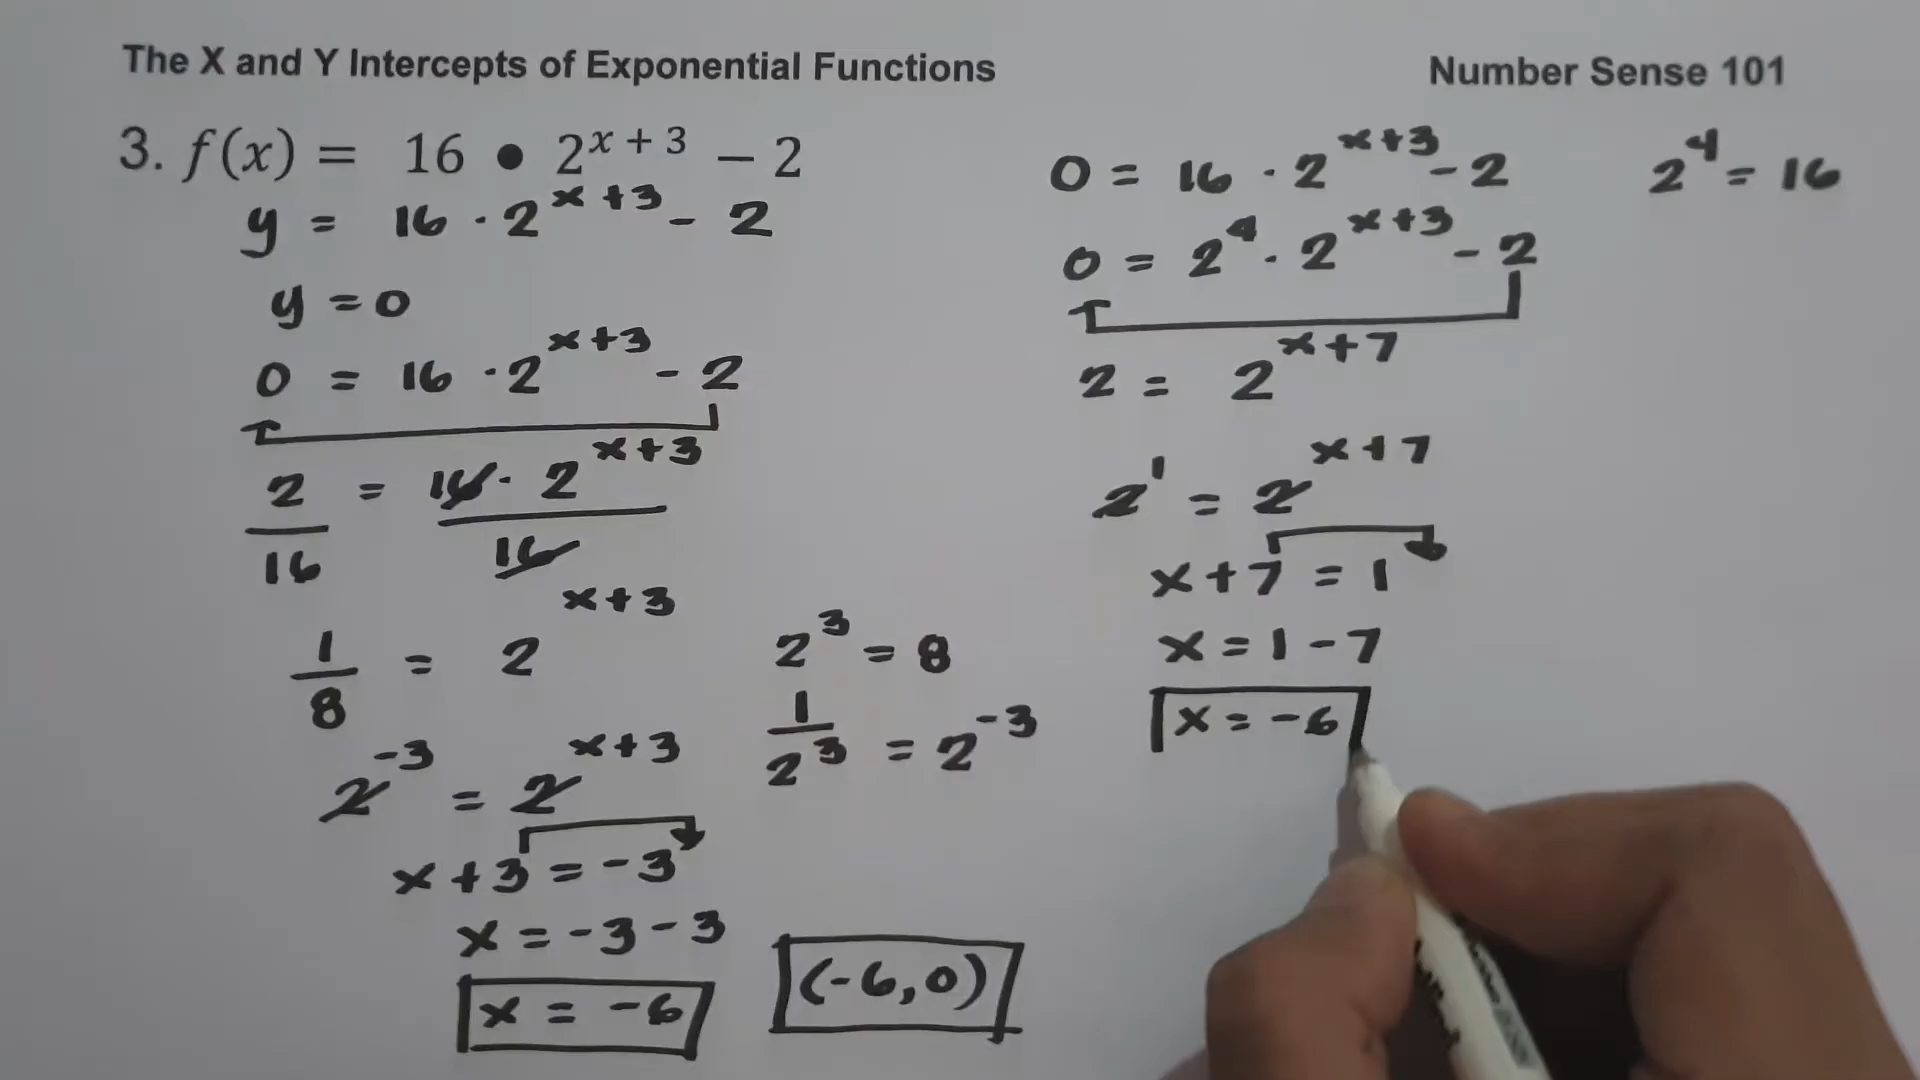 The X and Y Intercepts of Exponential Functions
Number Sense 101
3. f(x) = 16 • 2^{x + 3} − 2
y = 16 · 2^{x+3} - 2
y = 0
0 = 16 · 2^{x+3} - 2
2/16 = 16 · 2^{x+3}/16
1/8 = 2^{x+3}
2^{-3} = 2^{x+3}
x + 3 = -3
x = -3 - 3
x = -6
2^3 = 8
1/2^3 = 2^{-3}
(-6, 0)
0 = 16 · 2^{x+3} - 2
0 = 2^4 · 2^{x+3} - 2
2 = 2^{x+7}
2^1 = 2^{x+7}
x + 7 = 1
x = 1 - 7
x = -6
2^4 = 16